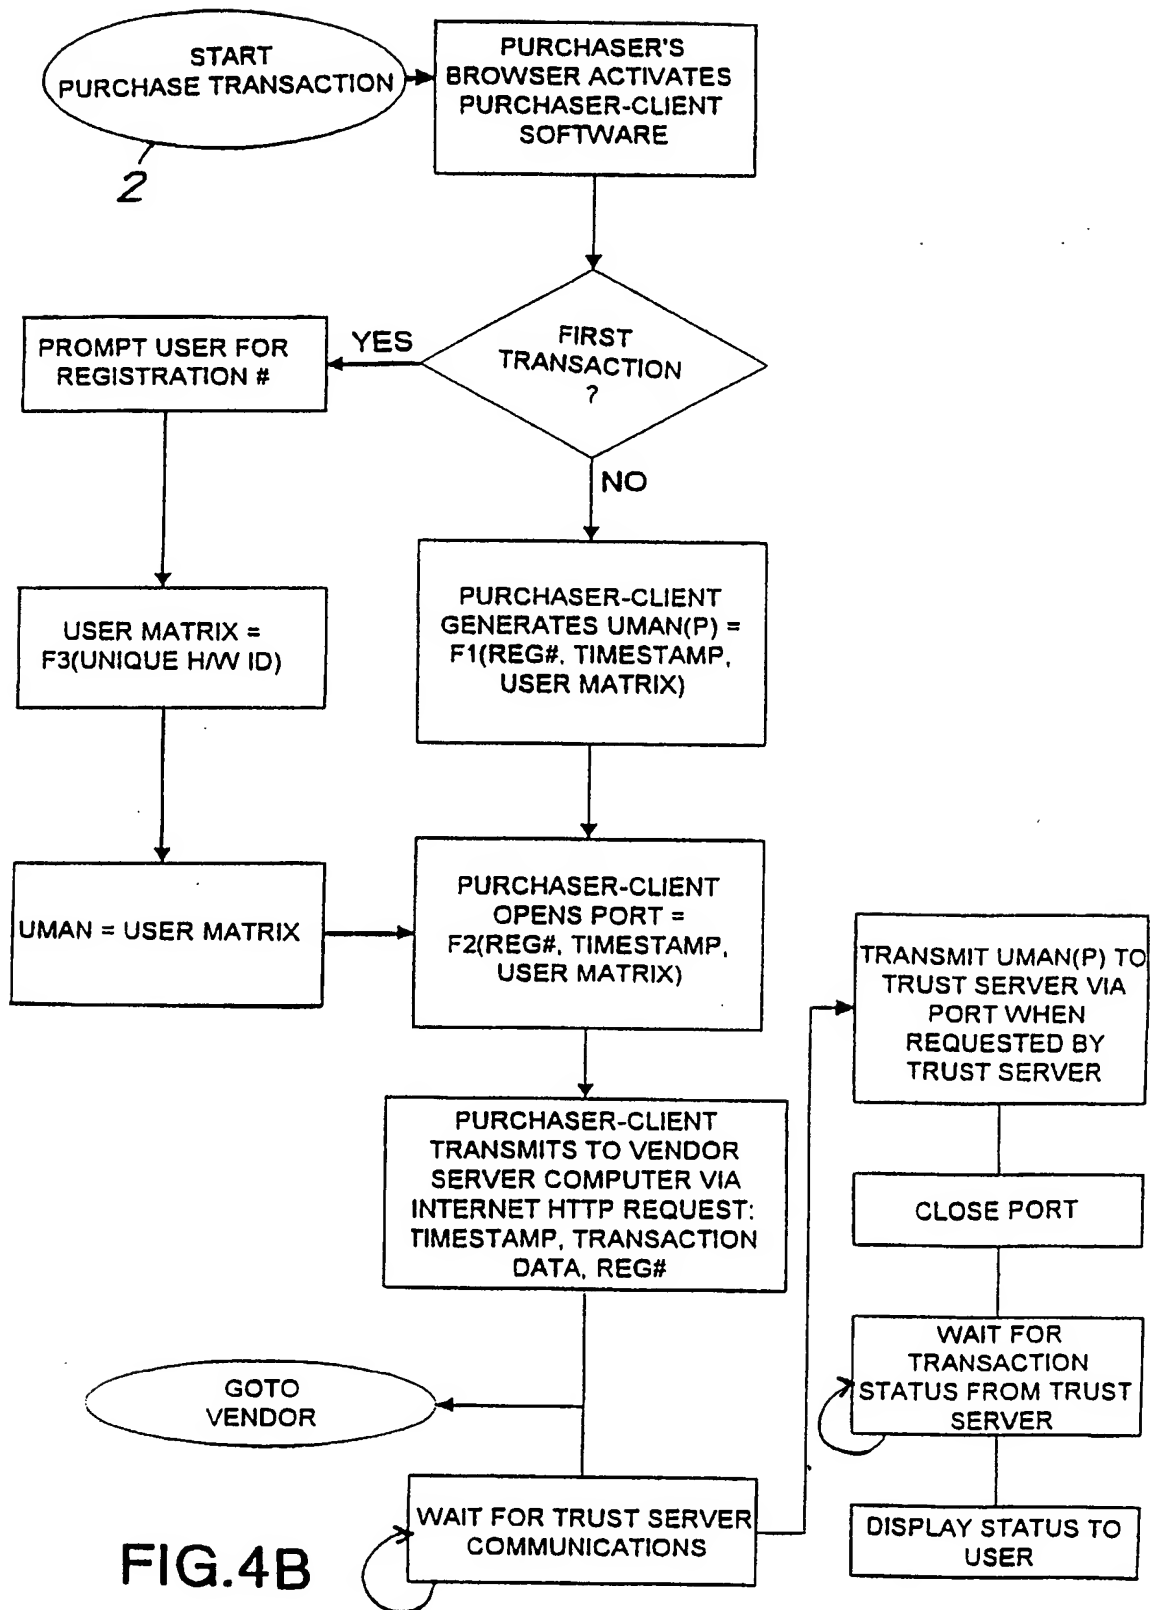 START
PURCHASE TRANSACTION
2
PURCHASER'S
BROWSER ACTIVATES
PURCHASER-CLIENT
SOFTWARE
FIRST
TRANSACTION
?
YES
PROMPT USER FOR
REGISTRATION #
NO
USER MATRIX =
F3(UNIQUE H/W ID)
PURCHASER-CLIENT
GENERATES UMAN(P) =
F1(REG#, TIMESTAMP,
USER MATRIX)
UMAN = USER MATRIX
PURCHASER-CLIENT
OPENS PORT =
F2(REG#, TIMESTAMP,
USER MATRIX)
PURCHASER-CLIENT
TRANSMITS TO VENDOR
SERVER COMPUTER VIA
INTERNET HTTP REQUEST:
TIMESTAMP, TRANSACTION
DATA, REG#
GOTO
VENDOR
WAIT FOR TRUST SERVER
COMMUNICATIONS
TRANSMIT UMAN(P) TO
TRUST SERVER VIA
PORT WHEN
REQUESTED BY
TRUST SERVER
CLOSE PORT
WAIT FOR
TRANSACTION
STATUS FROM TRUST
SERVER
DISPLAY STATUS TO
USER
FIG.4B